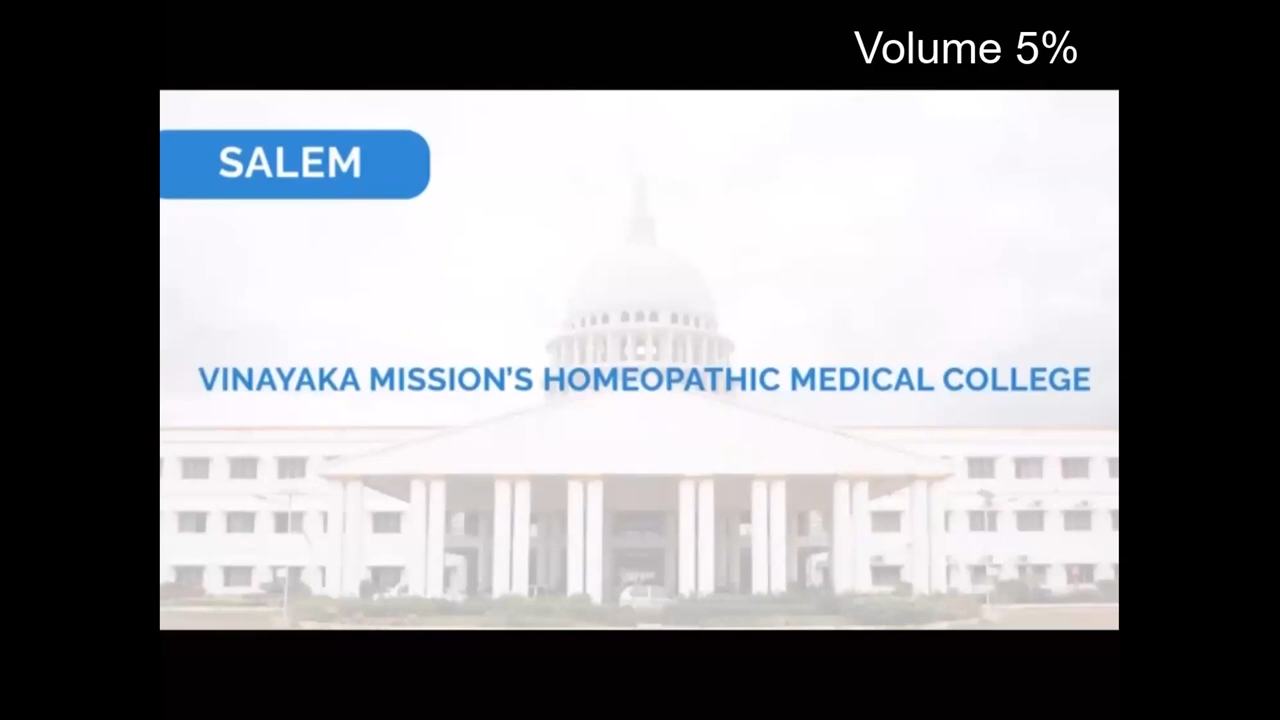 Volume 5%
SALEM
VINAYAKA MISSION'S HOMEOPATHIC MEDICAL COLLEGE